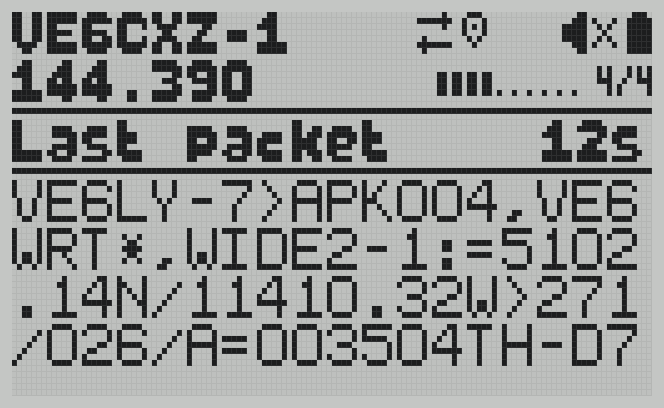 VE6CXZ-1
144.390 4/4
Last packet 12s
VE6LY-7>APK004,VE6
WRT*,WIDE2-1:=5102
.14N/11410.32W>271
/026/A=003504TH-D7